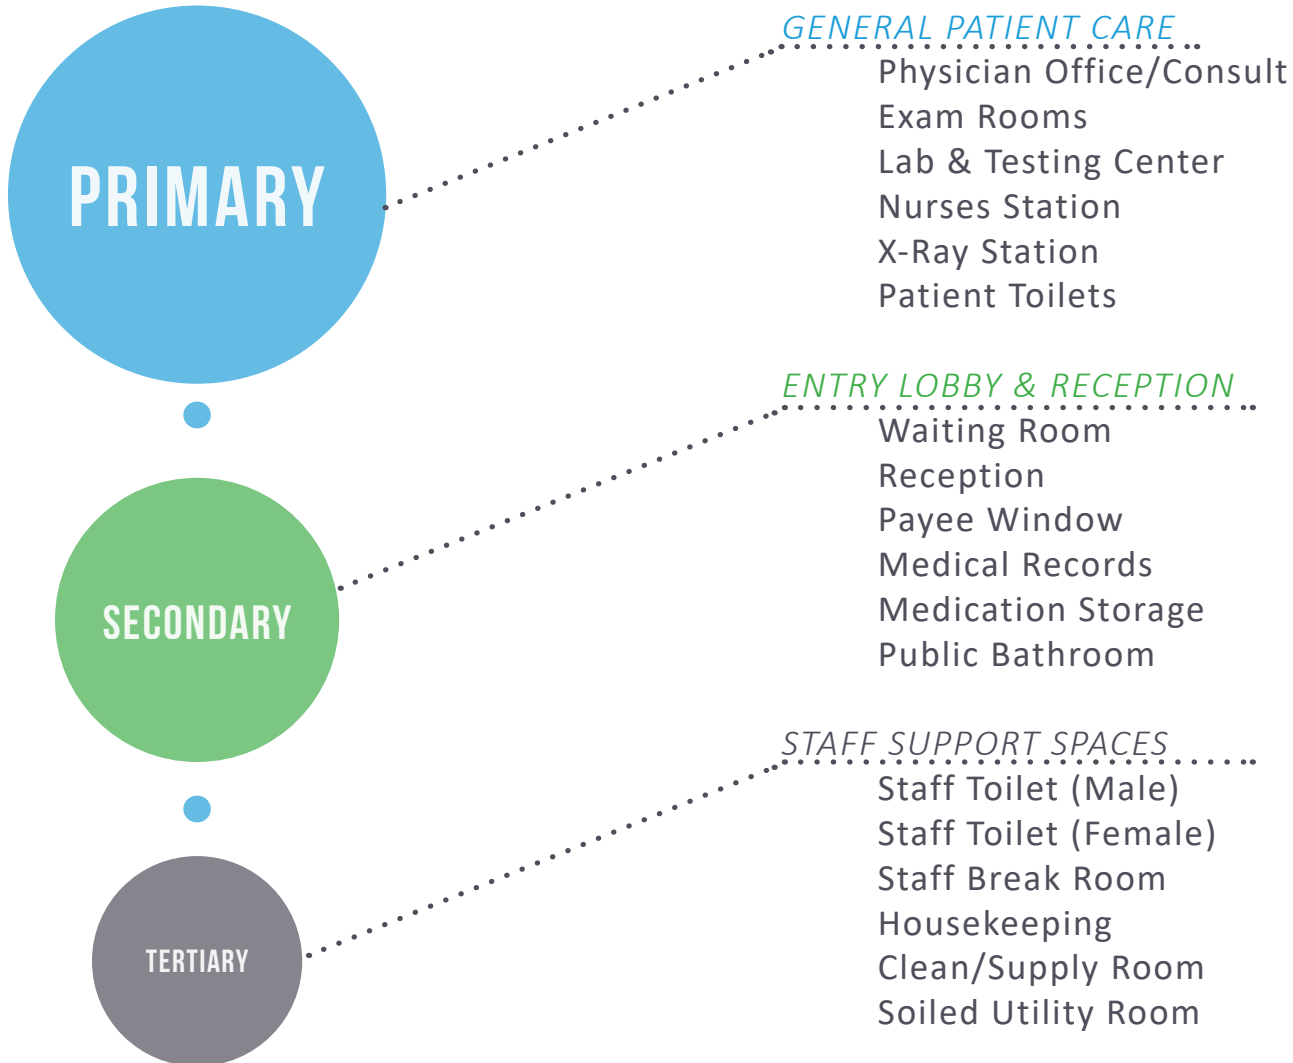 PRIMARY
GENERAL PATIENT CARE
Physician Office/Consult
Exam Rooms
Lab & Testing Center
Nurses Station
X-Ray Station
Patient Toilets
SECONDARY
ENTRY LOBBY & RECEPTION
Waiting Room
Reception
Payee Window
Medical Records
Medication Storage
Public Bathroom
TERTIARY
STAFF SUPPORT SPACES
Staff Toilet (Male)
Staff Toilet (Female)
Staff Break Room
Housekeeping
Clean/Supply Room
Soiled Utility Room